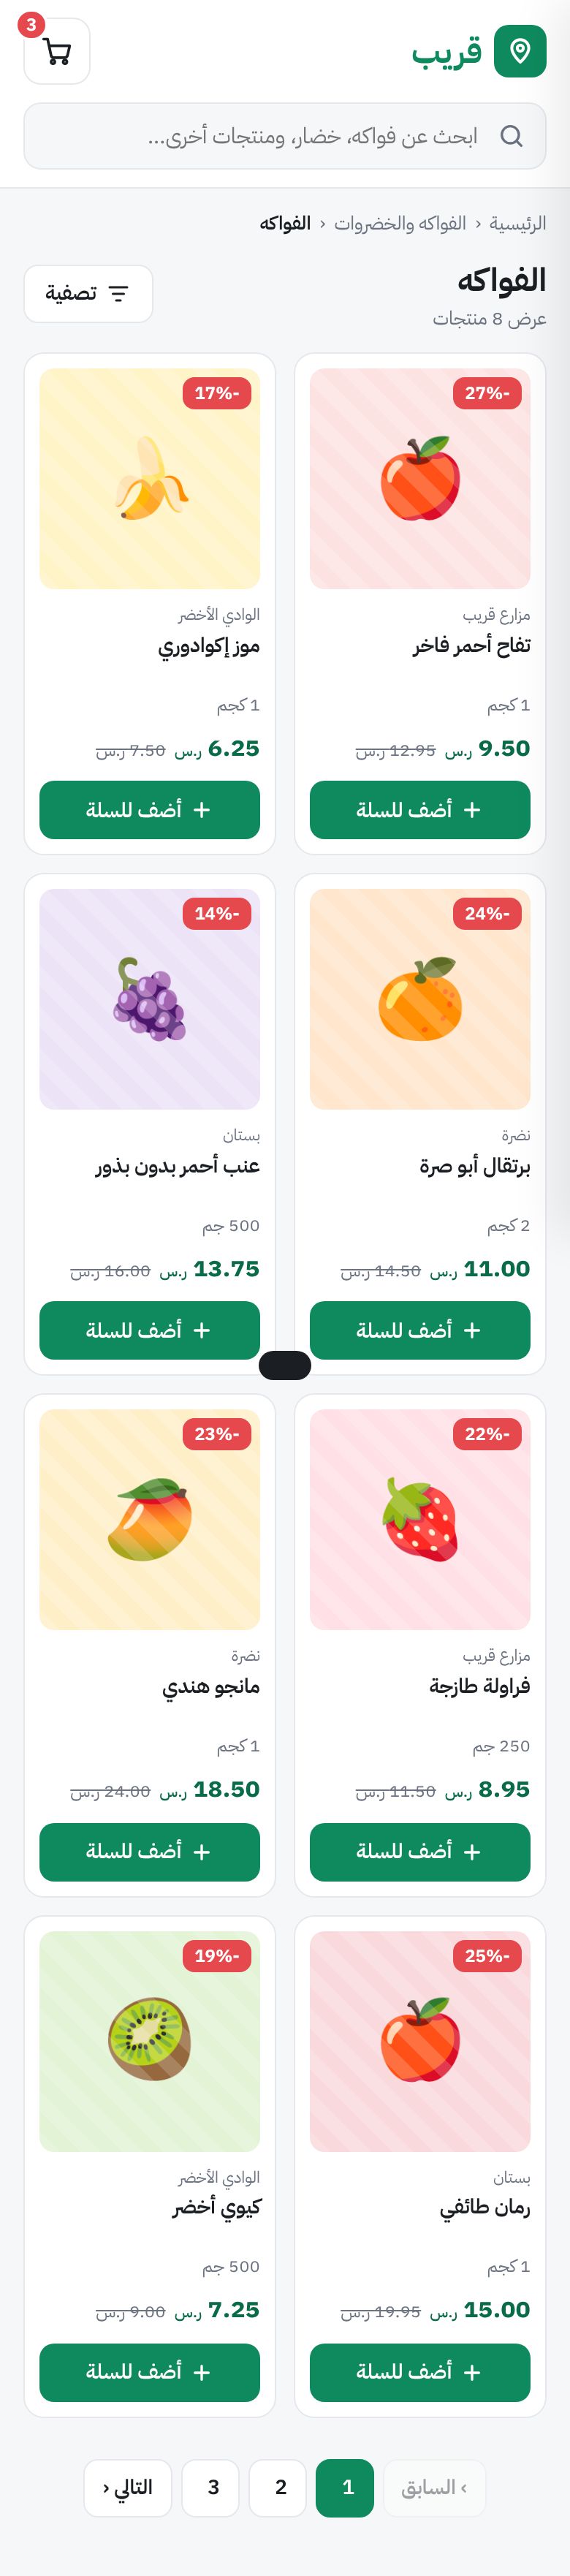 قريب
3
ابحث عن فواكه، خضار، ومنتجات أخرى...
الرئيسية › الفواكه والخضروات › الفواكه
الفواكه
تصفية
عرض 8 منتجات
-27%
مزارع قريب
تفاح أحمر فاخر
1 كجم
9.50 ر.س 12.95 ر.س
+ أضف للسلة
-17%
الوادي الأخضر
موز إكوادوري
1 كجم
6.25 ر.س 7.50 ر.س
+ أضف للسلة
-24%
نضرة
برتقال أبو صرة
2 كجم
11.00 ر.س 14.50 ر.س
+ أضف للسلة
-14%
بستان
عنب أحمر بدون بذور
500 جم
13.75 ر.س 16.00 ر.س
+ أضف للسلة
-22%
مزارع قريب
فراولة طازجة
250 جم
8.95 ر.س 11.50 ر.س
+ أضف للسلة
-23%
نضرة
مانجو هندي
1 كجم
18.50 ر.س 24.00 ر.س
+ أضف للسلة
-25%
بستان
رمان طائفي
1 كجم
15.00 ر.س 19.95 ر.س
+ أضف للسلة
-19%
الوادي الأخضر
كيوي أخضر
500 جم
7.25 ر.س 9.00 ر.س
+ أضف للسلة
‹ السابق 1 2 3 التالي ›